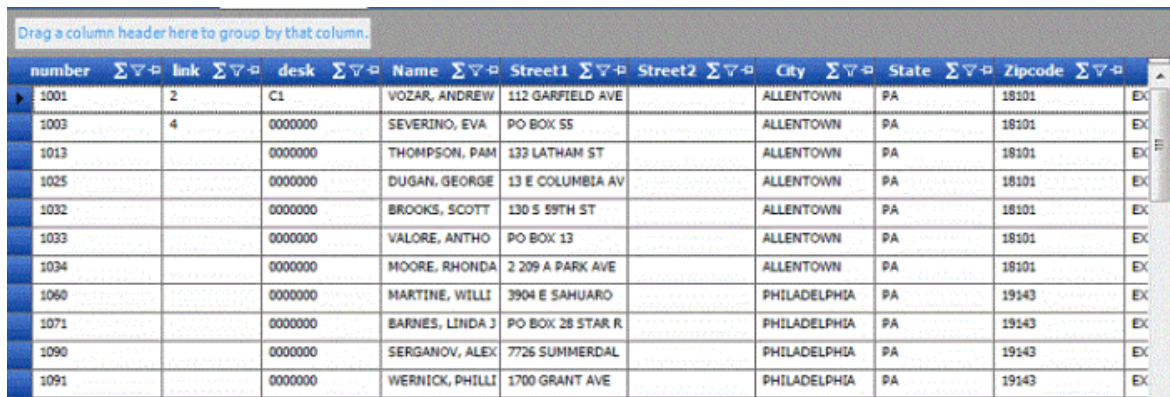 Drag a column header here to group by that column.
number link desk Name Street1 Street2 City State Zipcode
1001 2 C1 VOZAR, ANDREW 112 GARFIELD AVE ALLENTOWN PA 18101 EX
1003 4 0000000 SEVERINO, EVA PO BOX 55 ALLENTOWN PA 18101 EX
1013 0000000 THOMPSON, PAM 133 LATHAM ST ALLENTOWN PA 18101 EX
1025 0000000 DUGAN, GEORGE 13 E COLUMBIA AV ALLENTOWN PA 18101 EX
1032 0000000 BROOKS, SCOTT 130 S 59TH ST ALLENTOWN PA 18101 EX
1033 0000000 VALORE, ANTHO PO BOX 13 ALLENTOWN PA 18101 EX
1034 0000000 MOORE, RHONDA 2 209 A PARK AVE ALLENTOWN PA 18101 EX
1060 0000000 MARTINE, WILLI 3904 E SAHUARO PHILADELPHIA PA 19143 EX
1071 0000000 BARNES, LINDA J PO BOX 28 STAR R PHILADELPHIA PA 19143 EX
1090 0000000 SERGANOV, ALEX 7726 SUMMERDAL PHILADELPHIA PA 19143 EX
1091 0000000 WERNICK, PHILLI 1700 GRANT AVE PHILADELPHIA PA 19143 EX